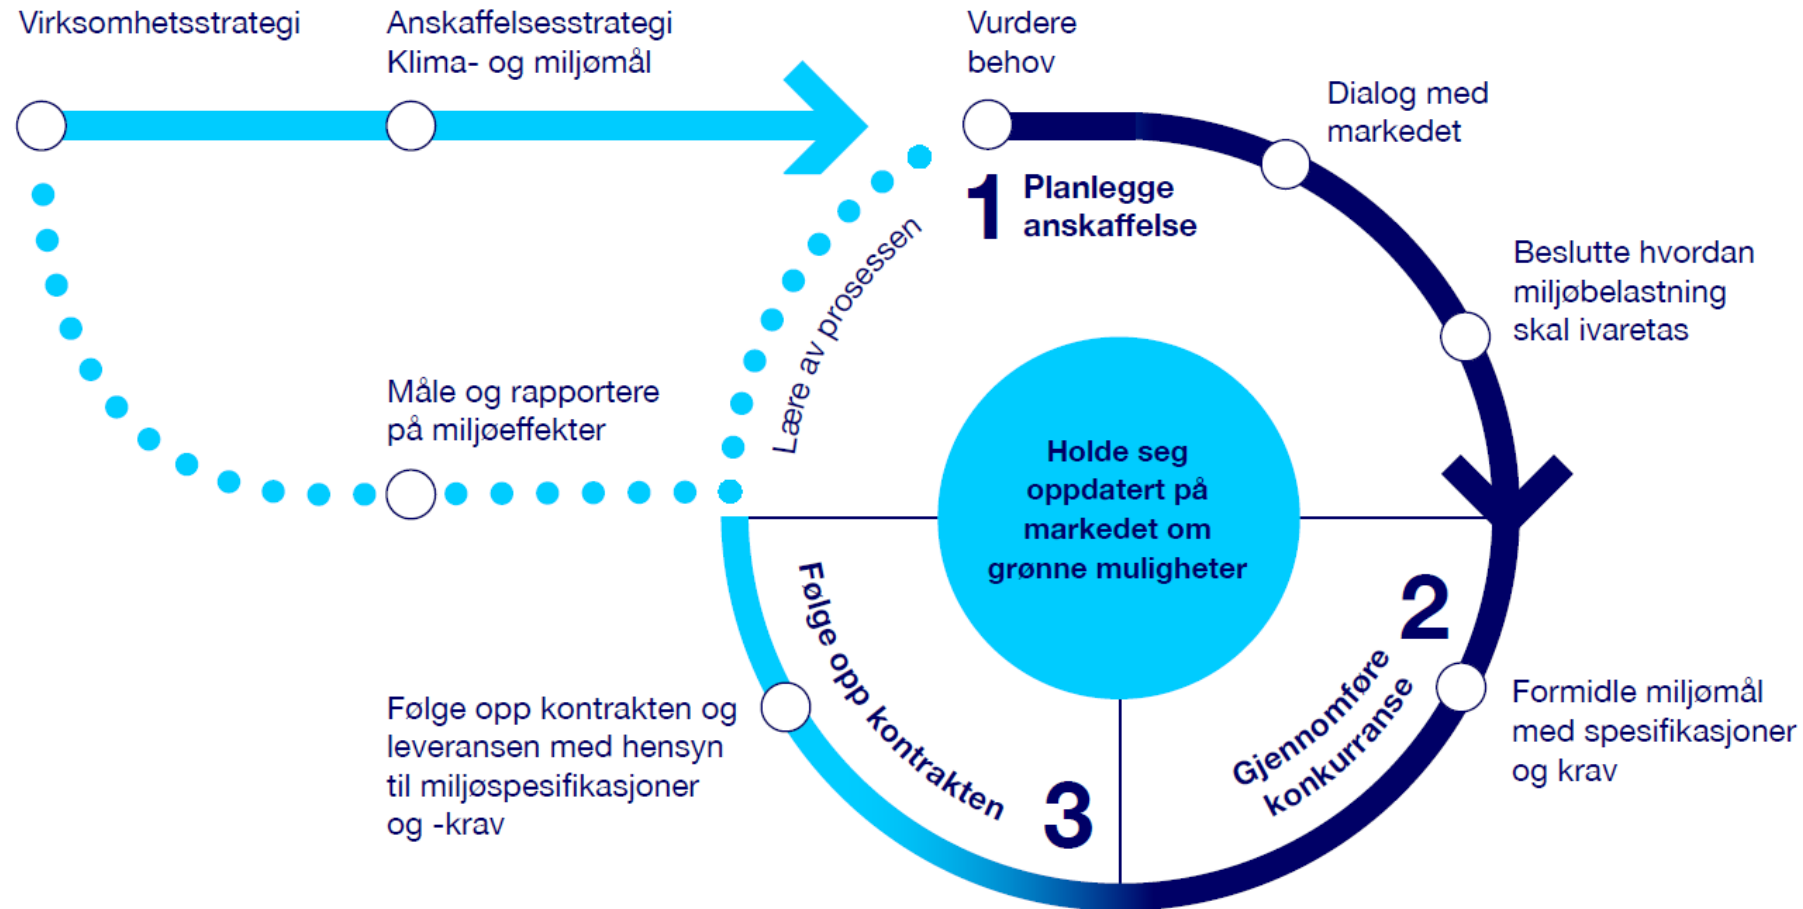 Virksomhetsstrategi
Anskaffelsesstrategi
Klima- og miljømål
Vurdere
behov
Dialog med
markedet
1 Planlegge
anskaffelse
Beslutte hvordan
miljøbelastning
skal ivaretas
Lære av prosessen
Måle og rapportere
på miljøeffekter
Holde seg
oppdatert på
markedet om
grønne muligheter
2
Gjennomføre
konkurranse
Formidle miljømål
med spesifikasjoner
og krav
Følge opp kontrakten
3
Følge opp kontrakten og
leveransen med hensyn
til miljøspesifikasjoner
og -krav